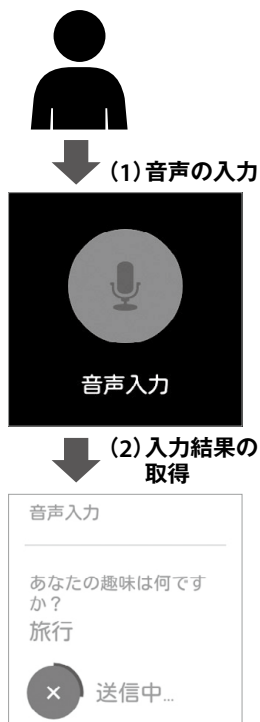 (1)音声の入力
音声入力
(2)入力結果の
取得
音声入力
あなたの趣味は何です
か？
旅行
送信中...